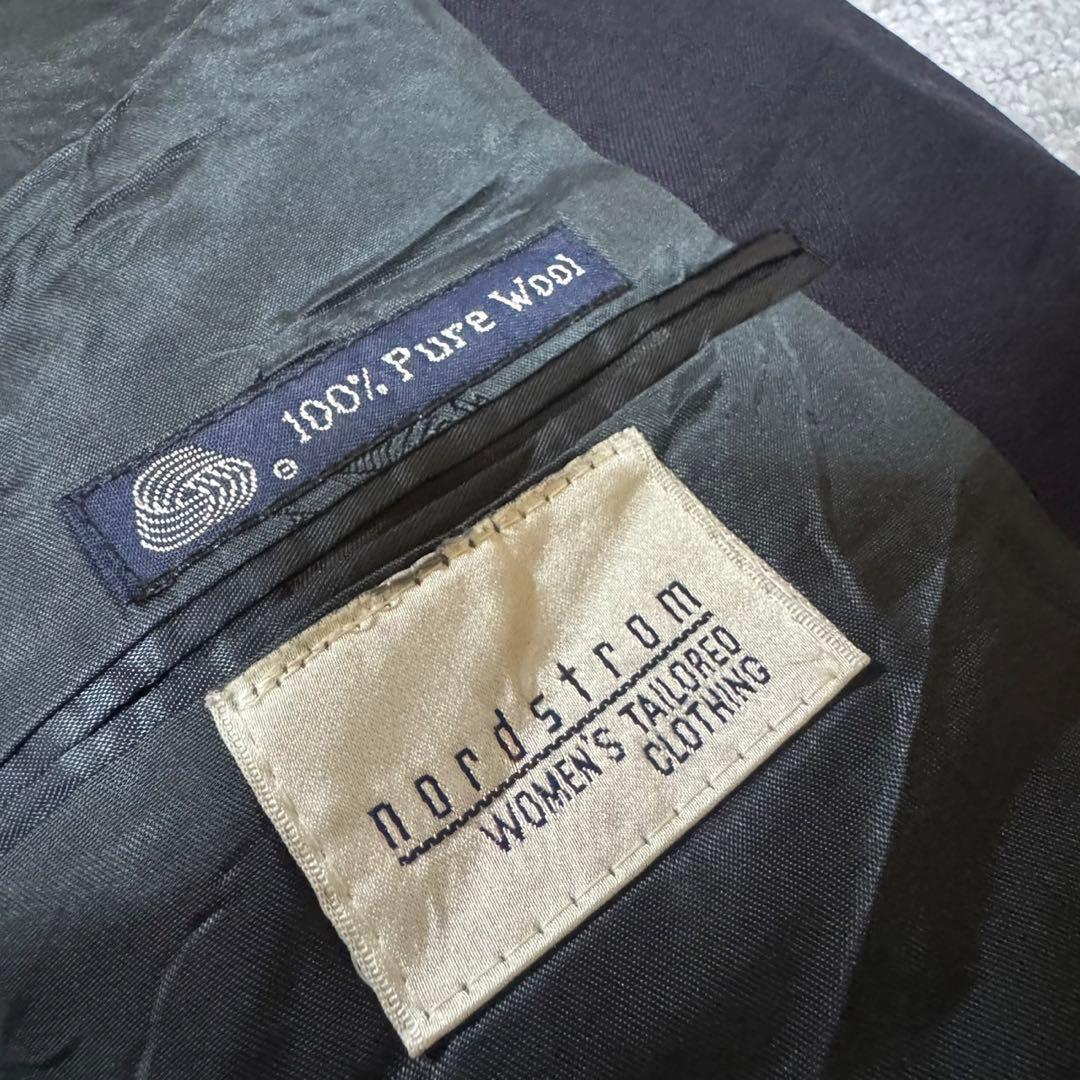 100% Pure Wool
nordstrom
WOMEN'S TAILORED
CLOTHING